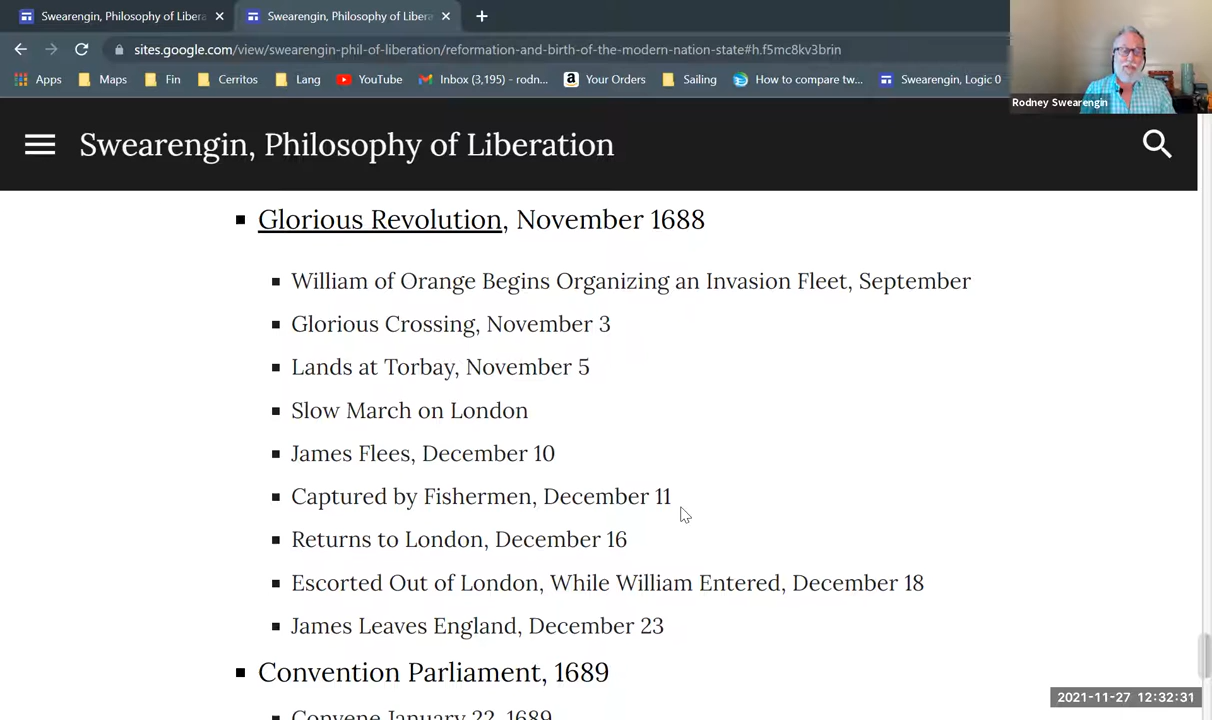 Swearengin, Philosophy of Libera
Swearengin, Philosophy of Libera
sites.google.com/view/swearengin-phil-of-liberation/reformation-and-birth-of-the-modern-nation-state#h.f5mc8kv3brin
Apps Maps Fin Cerritos Lang YouTube Inbox (3,195) - rodn... Your Orders Sailing How to compare tw... Swearengin, Logic 0
Rodney Swearengin
Swearengin, Philosophy of Liberation
Glorious Revolution, November 1688
William of Orange Begins Organizing an Invasion Fleet, September
Glorious Crossing, November 3
Lands at Torbay, November 5
Slow March on London
James Flees, December 10
Captured by Fishermen, December 11
Returns to London, December 16
Escorted Out of London, While William Entered, December 18
James Leaves England, December 23
Convention Parliament, 1689
Convene January 22, 1689
2021-11-27 12:32:31